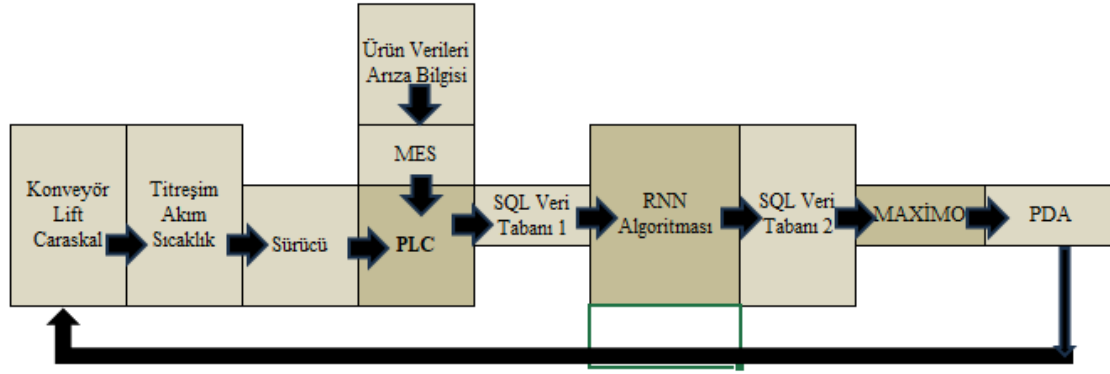 Ürün Verileri
Arıza Bilgisi
MES
Konveyör
Lift
Caraskal
Titreşim
Akım
Sıcaklık
Sürücü
PLC
SQL Veri
Tabanı 1
RNN
Algoritması
SQL Veri
Tabanı 2
MAXİMO
PDA